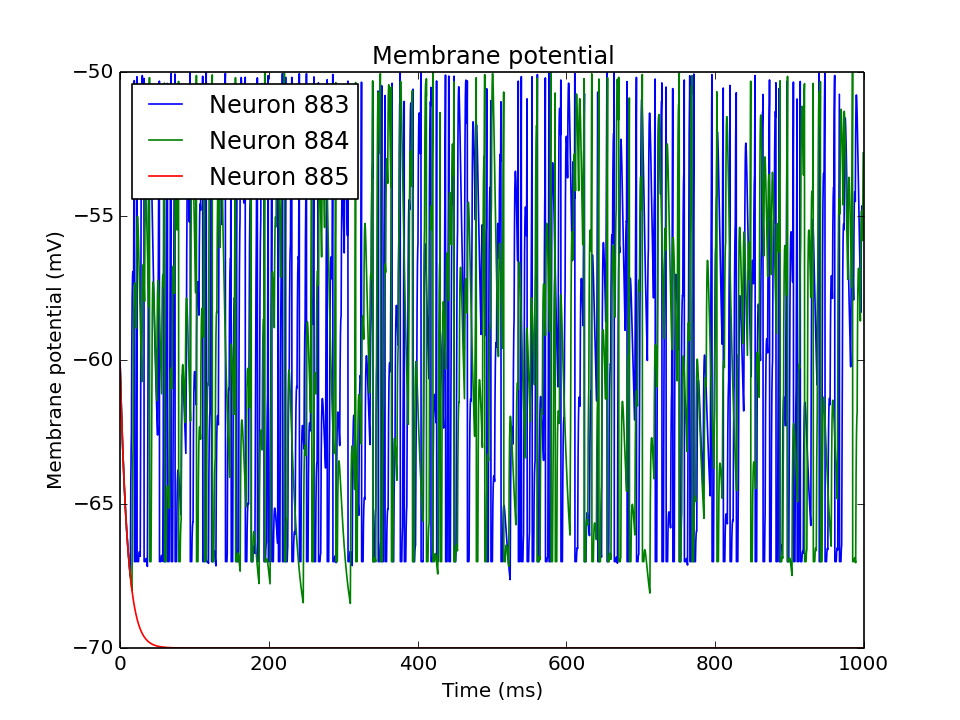 Membrane potential
Neuron 883
Neuron 884
Neuron 885
Membrane potential (mV)
−50
−55
−60
−65
−70
0 200 400 600 800 1000
Time (ms)